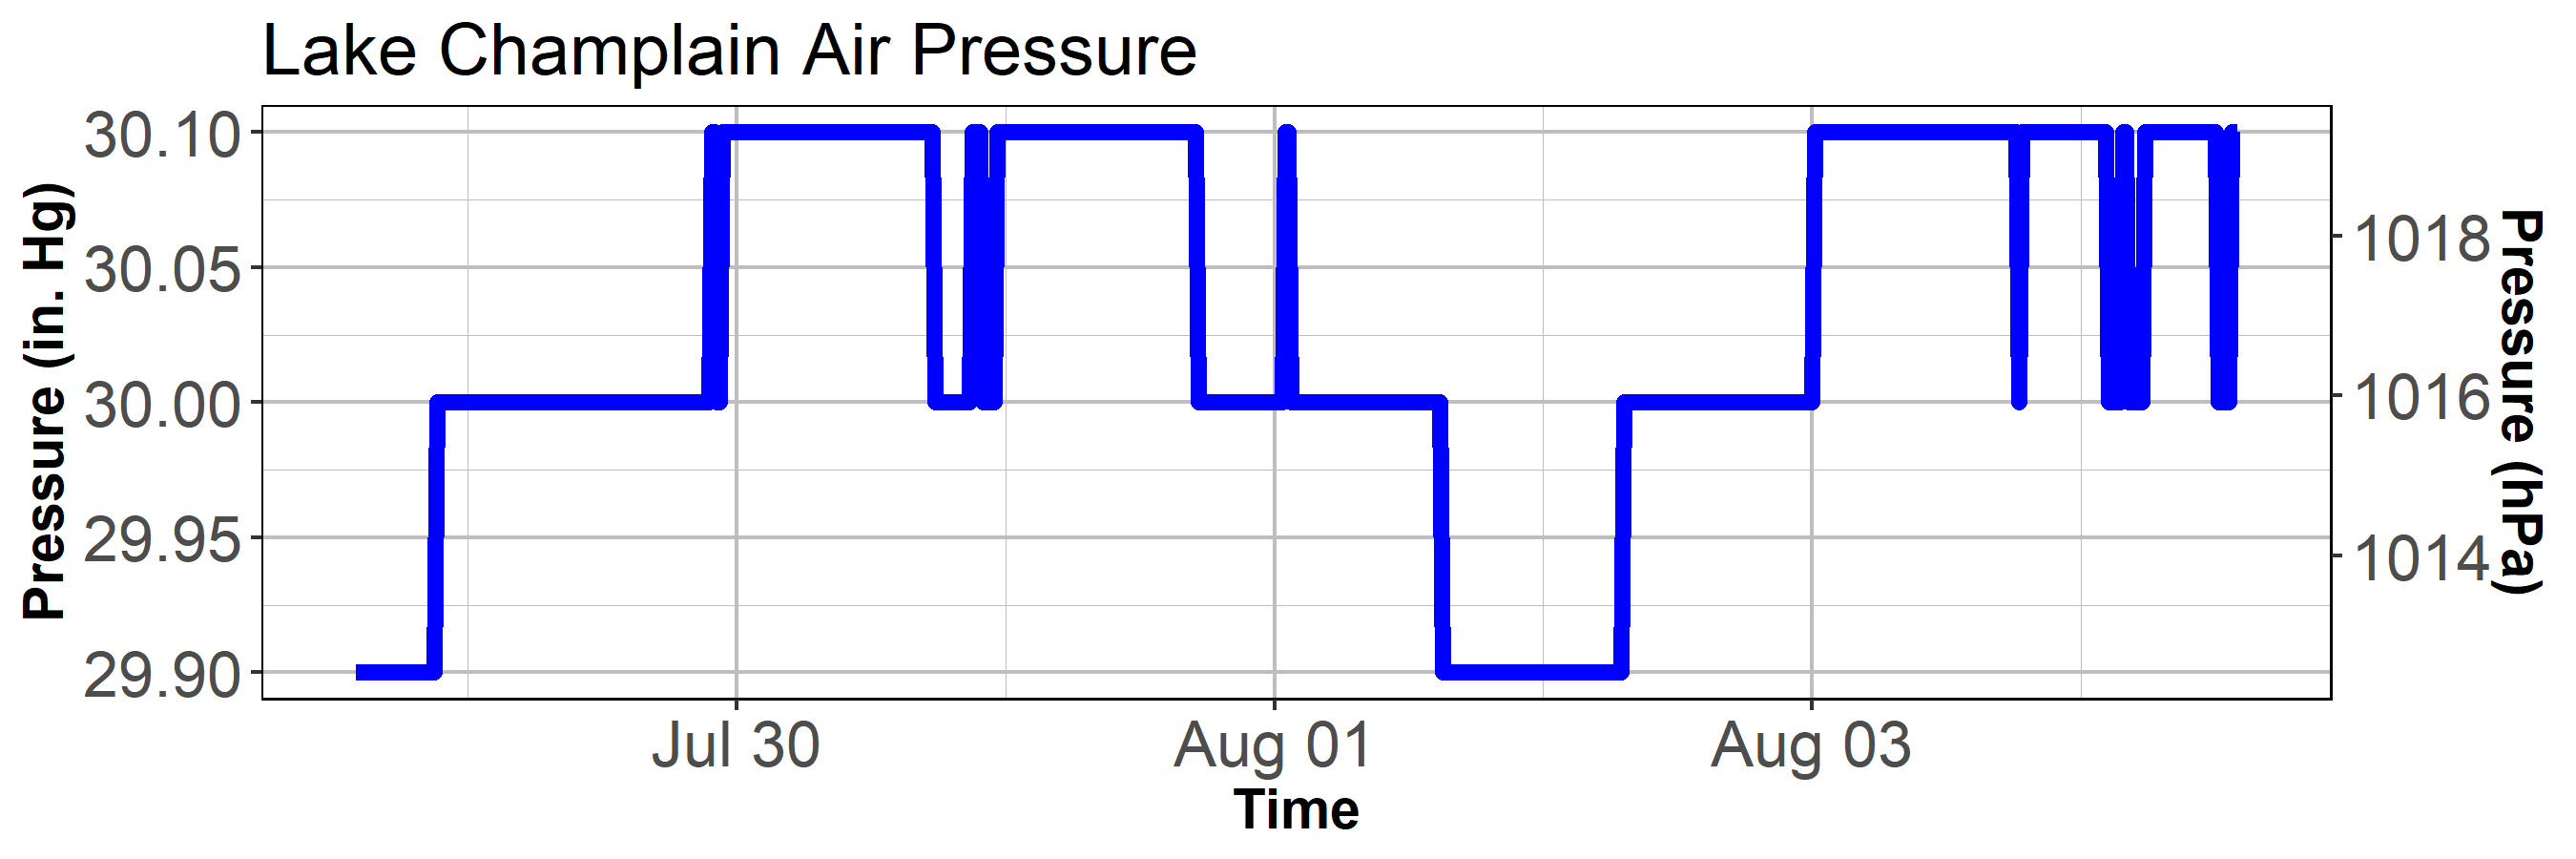 Lake Champlain Air Pressure
Pressure (in. Hg)
30.10
30.05
30.00
29.95
29.90
1018
1016
1014
Pressure (hPa)
Jul 30
Aug 01
Aug 03
Time